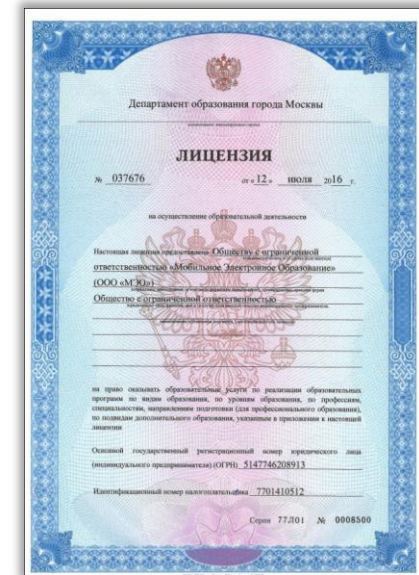 Департамент образования города Москвы
ЛИЦЕНЗИЯ
№ 037676 от « 12 » июля 2016 г.
на осуществление образовательной деятельности
Настоящая лицензия предоставлена Обществу с ограниченной
ответственностью «Мобильное Электронное Образование»
(ООО «МЭО»)
Общество с ограниченной ответственностью
на право оказывать образовательные услуги по реализации образовательных
программ по видам образования, по уровням образования, по профессиям,
специальностям, направлениям подготовки (для профессионального образования),
по подвидам дополнительного образования, указанным в приложении к настоящей
лицензии
Основной государственный регистрационный номер юридического лица
(индивидуального предпринимателя) (ОГРН) 5147746208913
Идентификационный номер налогоплательщика 7701410512
Серия 77Л01 № 0008500